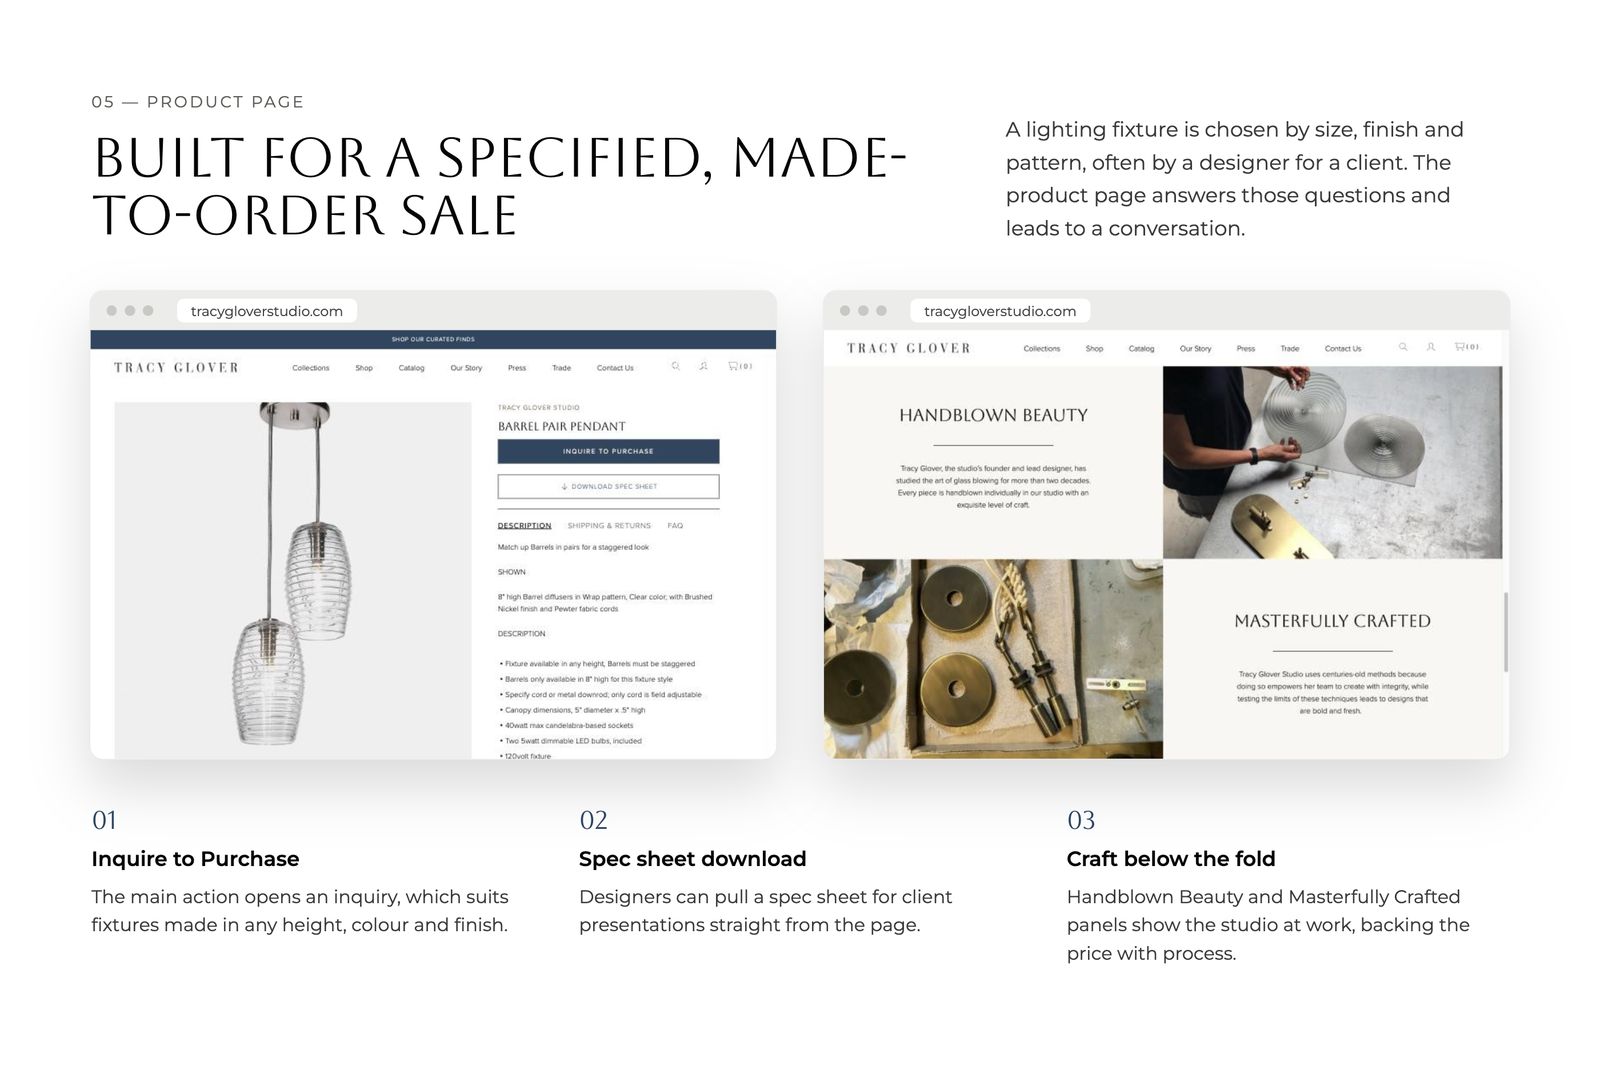 05 — PRODUCT PAGE
BUILT FOR A SPECIFIED, MADE-
TO-ORDER SALE
A lighting fixture is chosen by size, finish and
pattern, often by a designer for a client. The
product page answers those questions and
leads to a conversation.
tracygloverstudio.com
SHOP OUR CURATED FINDS
TRACY GLOVER
Collections Shop Catalog Our Story Press Trade Contact Us (0)
TRACY GLOVER STUDIO
BARREL PAIR PENDANT
INQUIRE TO PURCHASE
DOWNLOAD SPEC SHEET
DESCRIPTION SHIPPING & RETURNS FAQ
Match up Barrels in pairs for a staggered look
SHOWN
8" high Barrel diffusers in Wrap pattern, Clear color, with Brushed
Nickel finish and Pewter fabric cords
DESCRIPTION
• Fixture available in any height, Barrels must be staggered
• Barrels only available in 8" high for this fixture style
• Specify cord or metal downrod; only cord is field adjustable
• Canopy dimensions, 5" diameter x .5" high
• 40watt max candelabra-based sockets
• Two 5watt dimmable LED bulbs, included
• 120volt fixture
tracygloverstudio.com
TRACY GLOVER
Collections Shop Catalog Our Story Press Trade Contact Us (0)
HANDBLOWN BEAUTY
Tracy Glover, the studio's founder and lead designer, has
studied the art of glass blowing for more than two decades.
Every piece is handblown individually in our studio with an
exquisite level of craft.
MASTERFULLY CRAFTED
Tracy Glover Studio uses centuries-old methods because
doing so empowers her team to create with integrity, while
testing the limits of these techniques leads to designs that
are bold and fresh.
01
Inquire to Purchase
The main action opens an inquiry, which suits
fixtures made in any height, colour and finish.
02
Spec sheet download
Designers can pull a spec sheet for client
presentations straight from the page.
03
Craft below the fold
Handblown Beauty and Masterfully Crafted
panels show the studio at work, backing the
price with process.